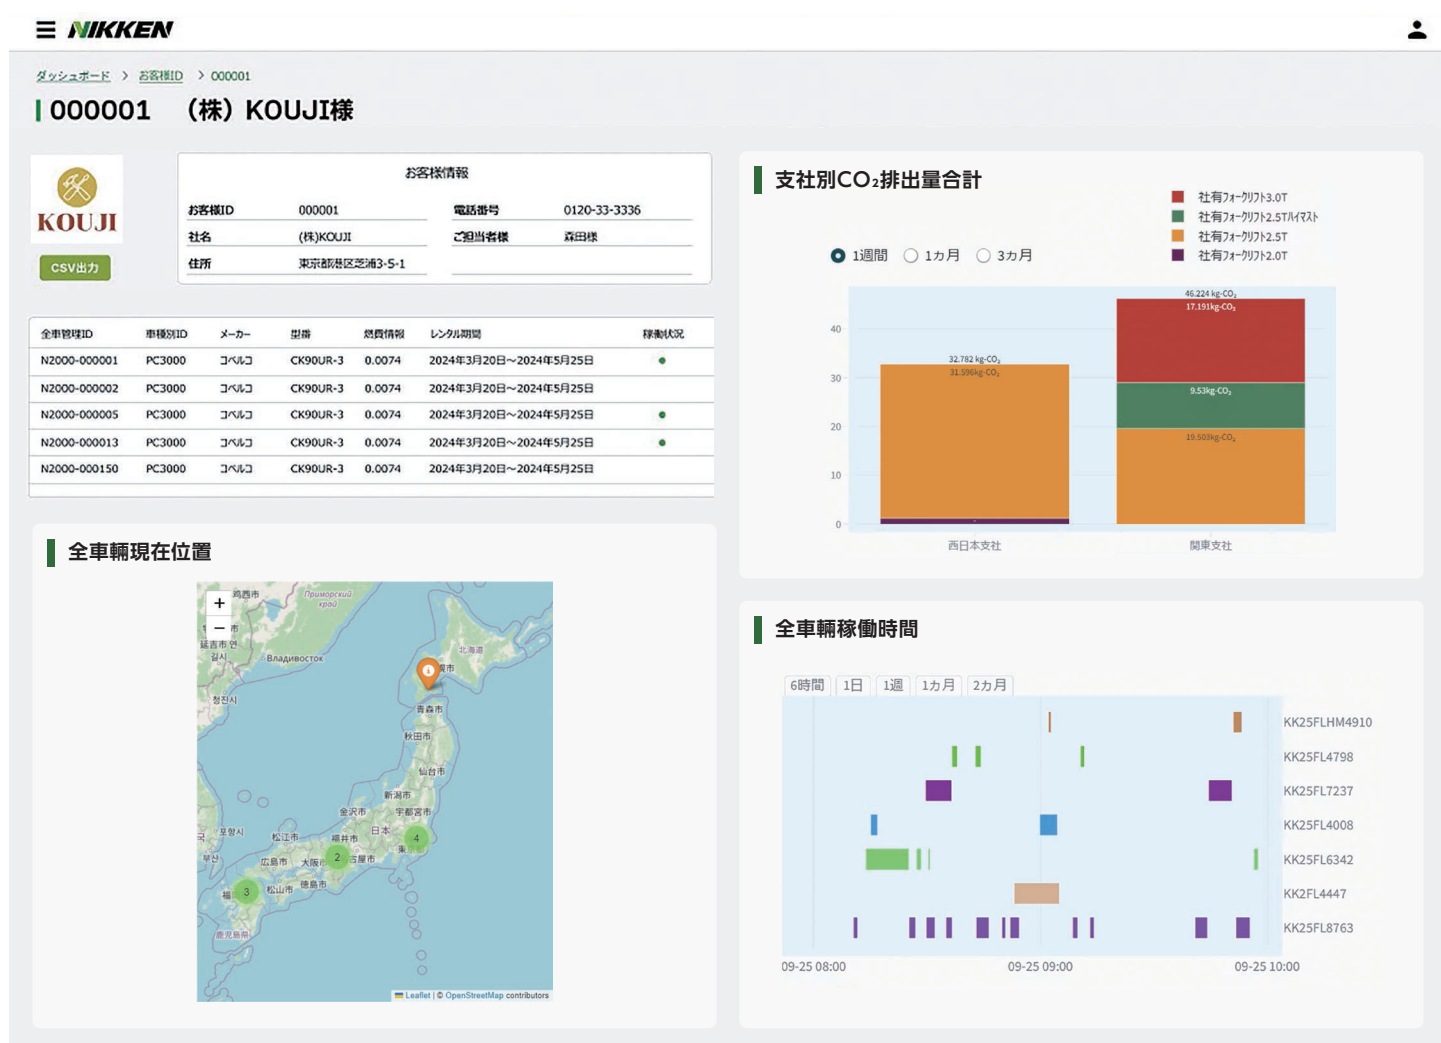 NIKKEN
ダッシュボード > お客様ID > 000001
000001 （株）KOUJI様
KOUJI
CSV出力
お客様情報
お客様ID 000001 電話番号 0120-33-3336
社名 (株)KOUJI ご担当者様 森田様
住所 東京都港区芝浦3-5-1
全車管理ID 車種別ID メーカー 型番 燃費情報 レンタル期間 稼働状況
N2000-000001 PC3000 コベルコ CK90UR-3 0.0074 2024年3月20日～2024年5月25日
N2000-000002 PC3000 コベルコ CK90UR-3 0.0074 2024年3月20日～2024年5月25日
N2000-000005 PC3000 コベルコ CK90UR-3 0.0074 2024年3月20日～2024年5月25日
N2000-000013 PC3000 コベルコ CK90UR-3 0.0074 2024年3月20日～2024年5月25日
N2000-000150 PC3000 コベルコ CK90UR-3 0.0074 2024年3月20日～2024年5月25日
全車輌現在位置
+
−
鸡西市
Приморский
край
延吉市 연
길시
Владивосток
청진시
北海道
青森市
秋田市
仙台市
新潟市
金沢市
宇都宮市
日本
福井市
松江市
포항시
부산
広島市
大阪
古屋市
松山市
徳島市
鹿児島県
4
2
3
Leaflet | © OpenStreetMap contributors
支社別CO₂排出量合計
社有フォークリフト3.0T
社有フォークリフト2.5Tハイマスト
社有フォークリフト2.5T
社有フォークリフト2.0T
1週間 1カ月 3カ月
46.224 kg-CO₂
17.191kg-CO₂
40
32.782 kg-CO₂
31.596kg-CO₂
30
9.53kg-CO₂
20
19.503kg-CO₂
10
0
西日本支社 関東支社
全車輌稼働時間
6時間 1日 1週 1カ月 2カ月
KK25FLHM4910
KK25FL4798
KK25FL7237
KK25FL4008
KK25FL6342
KK2FL4447
KK25FL8763
09-25 08:00 09-25 09:00 09-25 10:00